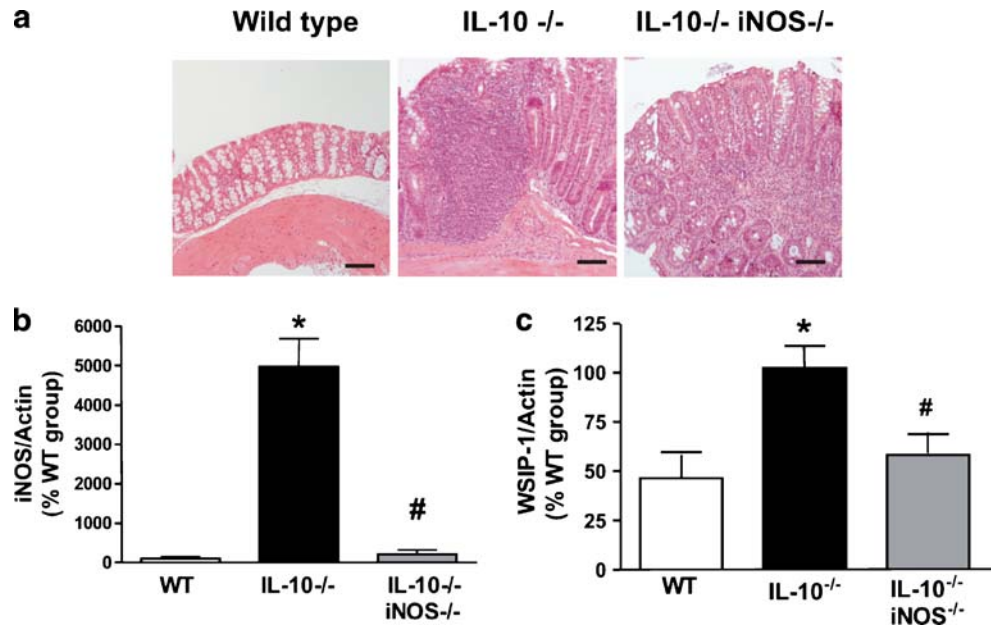 a
Wild type
IL-10 -/-
IL-10-/- iNOS-/-
b
iNOS/Actin
(% WT group)
6000
5000
4000
3000
2000
1000
0
*
#
WT
IL-10-/-
IL-10-/-
iNOS-/-
c
WSIP-1/Actin
(% WT group)
125
100
75
50
25
0
*
#
WT
IL-10⁻/⁻
IL-10⁻/⁻
iNOS⁻/⁻